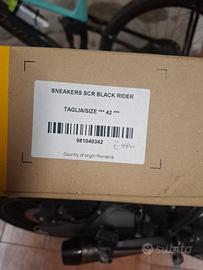 SNEAKERS SCR BLACK RIDER
TAGLIA/SIZE *** 42 ***
981040342
Country of origin Romania
subito